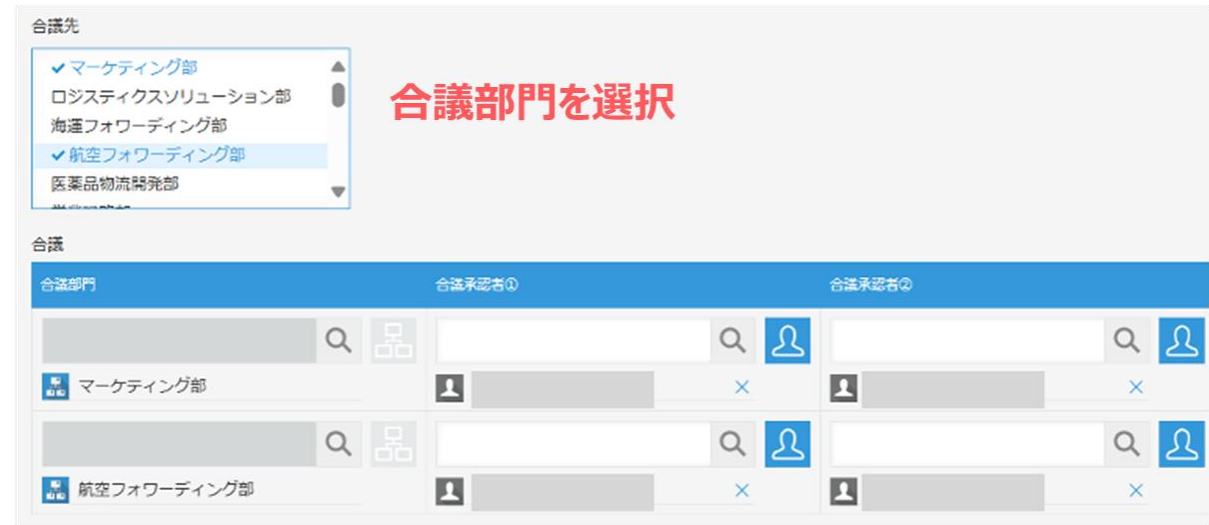 合議先
✔マーケティング部
ロジスティクスソリューション部
合議部門を選択
海運フォワーディング部
✔航空フォワーディング部
医薬品物流開発部
合議
合議部門 合議承認者① 合議承認者②
マーケティング部
航空フォワーディング部